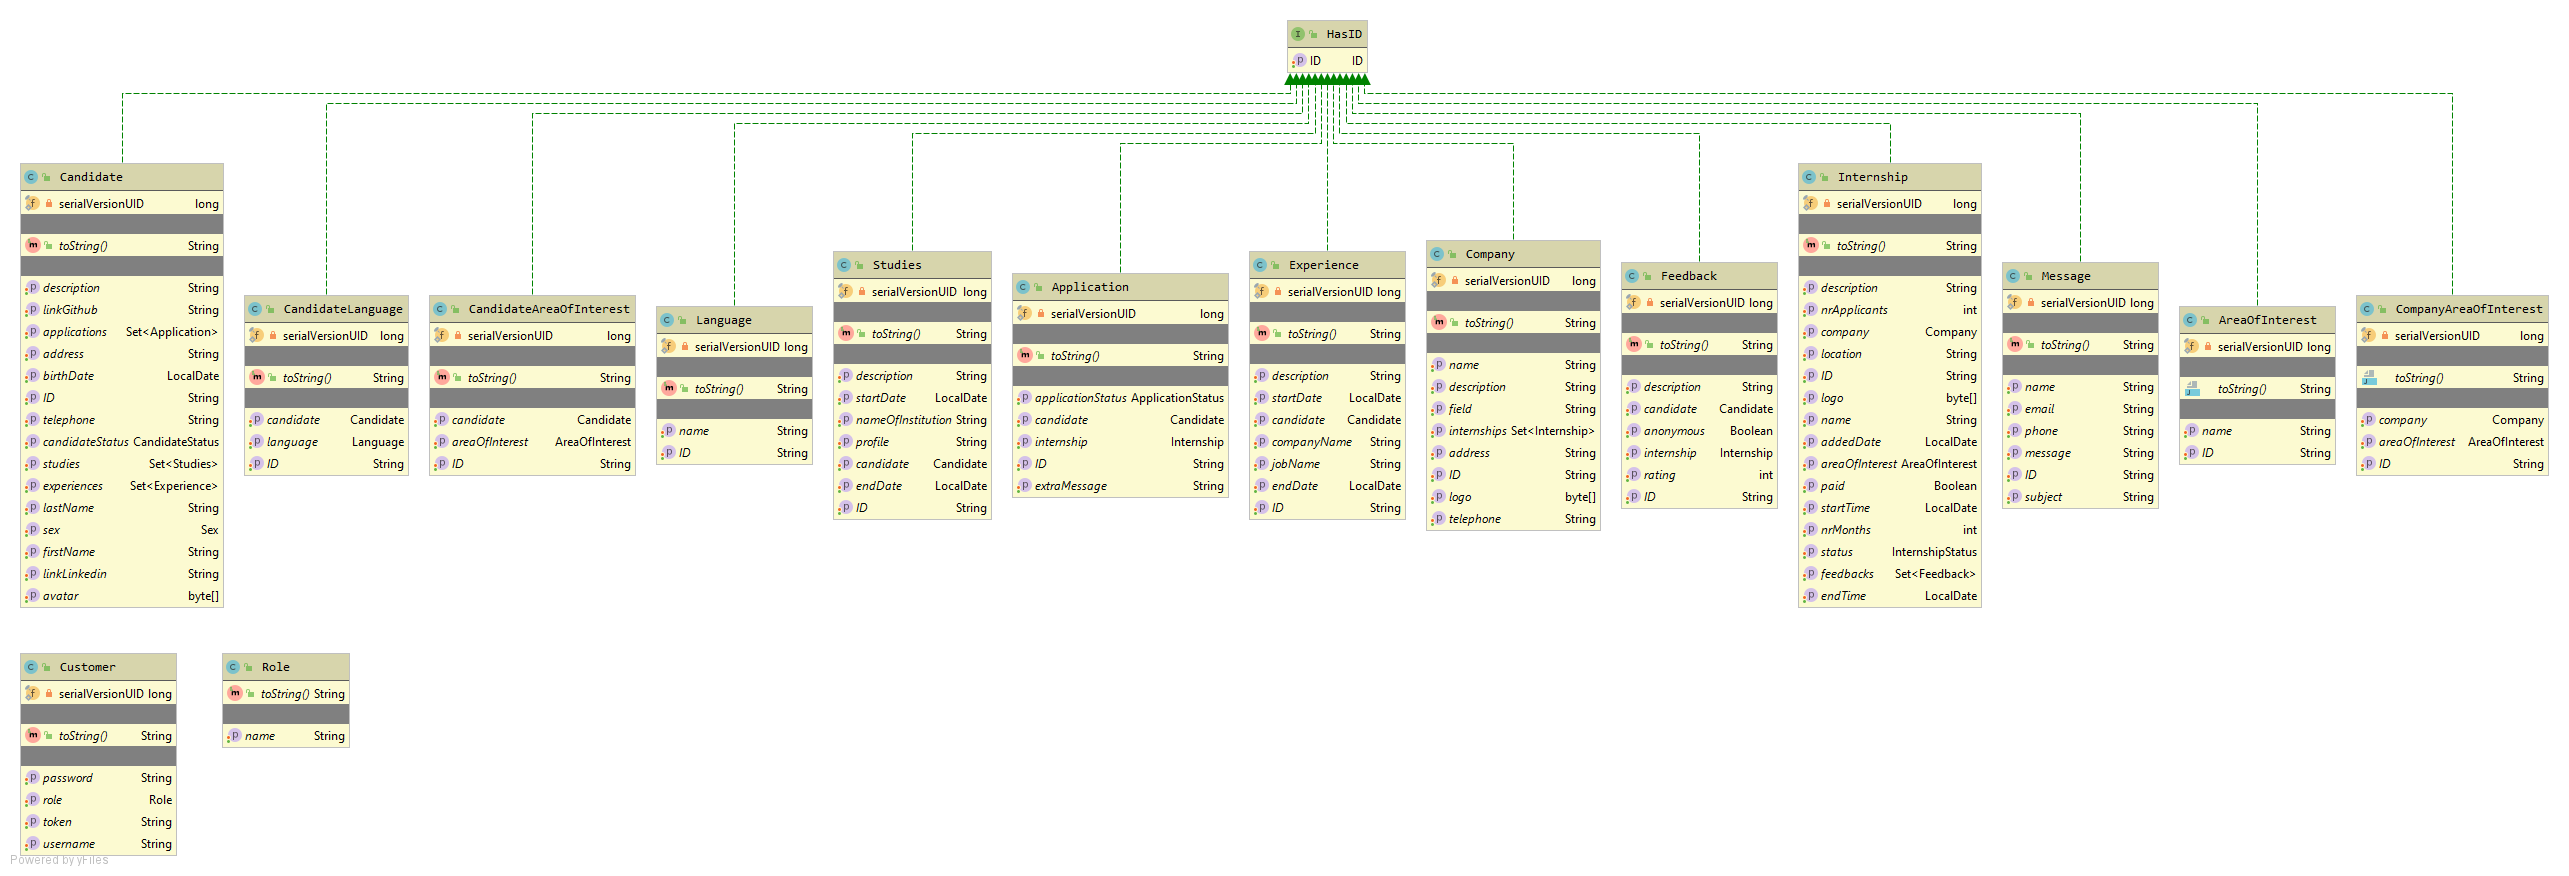 HasID
ID ID
Candidate
serialVersionUID long
toString() String
description String
linkGithub String
applications Set<Application>
address String
birthDate LocalDate
ID String
telephone String
candidateStatus CandidateStatus
studies Set<Studies>
experiences Set<Experience>
lastName String
sex Sex
firstName String
linkLinkedin String
avatar byte[]
CandidateLanguage
serialVersionUID long
toString() String
candidate Candidate
language Language
ID String
CandidateAreaOfInterest
serialVersionUID long
toString() String
candidate Candidate
areaOfInterest AreaOfInterest
ID String
Language
serialVersionUID long
toString() String
name String
ID String
Studies
serialVersionUID long
toString() String
description String
startDate LocalDate
nameOfInstitution String
profile String
candidate Candidate
endDate LocalDate
ID String
Application
serialVersionUID long
toString() String
applicationStatus ApplicationStatus
candidate Candidate
internship Internship
ID String
extraMessage String
Experience
serialVersionUID long
toString() String
description String
startDate LocalDate
candidate Candidate
companyName String
jobName String
endDate LocalDate
ID String
Company
serialVersionUID long
toString() String
name String
description String
field String
internships Set<Internship>
address String
ID String
logo byte[]
telephone String
Feedback
serialVersionUID long
toString() String
description String
candidate Candidate
anonymous Boolean
internship Internship
rating int
ID String
Internship
serialVersionUID long
toString() String
description String
nrApplicants int
company Company
location String
ID String
logo byte[]
name String
addedDate LocalDate
areaOfInterest AreaOfInterest
paid Boolean
startTime LocalDate
nrMonths int
status InternshipStatus
feedbacks Set<Feedback>
endTime LocalDate
Message
serialVersionUID long
toString() String
name String
email String
phone String
message String
ID String
subject String
AreaOfInterest
serialVersionUID long
toString() String
name String
ID String
CompanyAreaOfInterest
serialVersionUID long
toString() String
company Company
areaOfInterest AreaOfInterest
ID String
Customer
serialVersionUID long
toString() String
password String
role Role
token String
username String
Role
toString() String
name String
Powered by yFiles